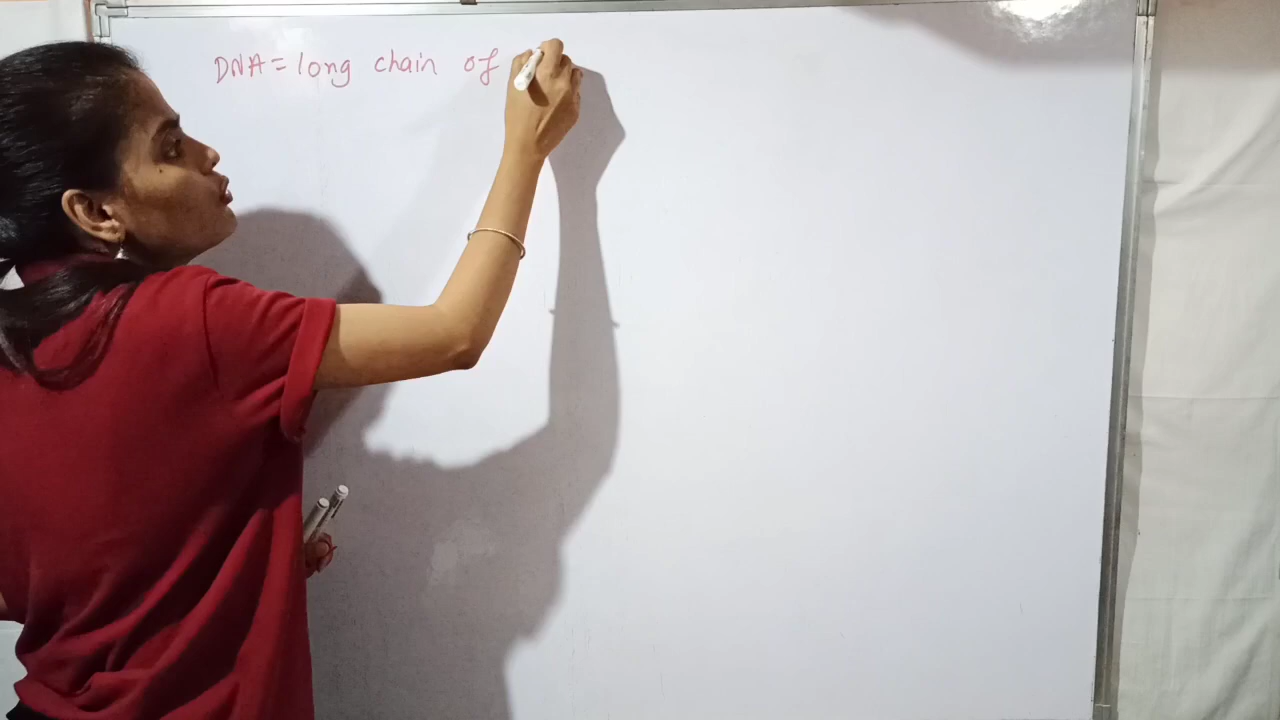 DNA = long chain of